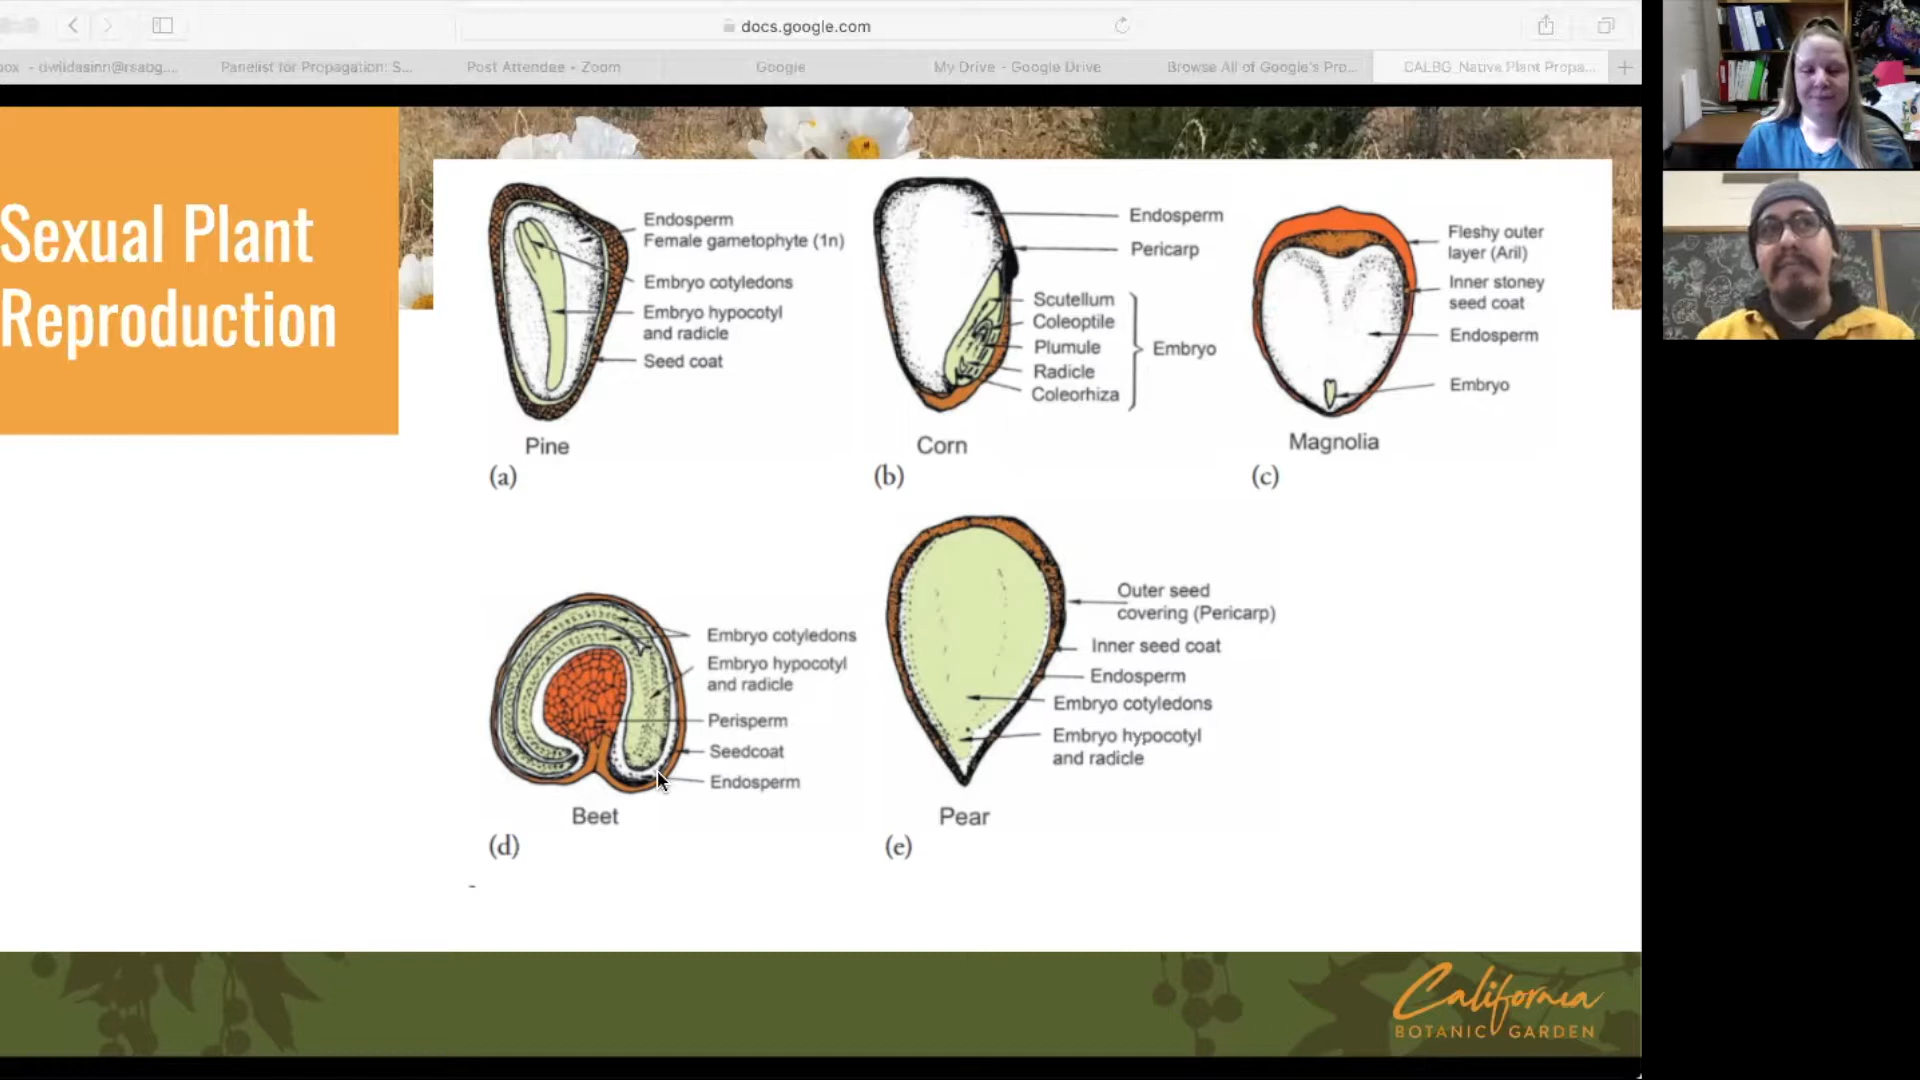 docs.google.com
Panelist for Propagation: S...
Post Attendee - Zoom
Google
My Drive - Google Drive
Browse All of Google's Pro...
CALBG_Native Plant Propa...
Sexual Plant
Reproduction
Endosperm
Female gametophyte (1n)
Embryo cotyledons
Embryo hypocotyl
and radicle
Seed coat
Pine
(a)
Endosperm
Pericarp
Scutellum
Coleoptile
Plumule
Radicle
Coleorhiza
Embryo
Corn
(b)
Fleshy outer
layer (Aril)
Inner stoney
seed coat
Endosperm
Embryo
Magnolia
(c)
Embryo cotyledons
Embryo hypocotyl
and radicle
Perisperm
Seedcoat
Endosperm
Beet
(d)
Outer seed
covering (Pericarp)
Inner seed coat
Endosperm
Embryo cotyledons
Embryo hypocotyl
and radicle
Pear
(e)
California
BOTANIC GARDEN